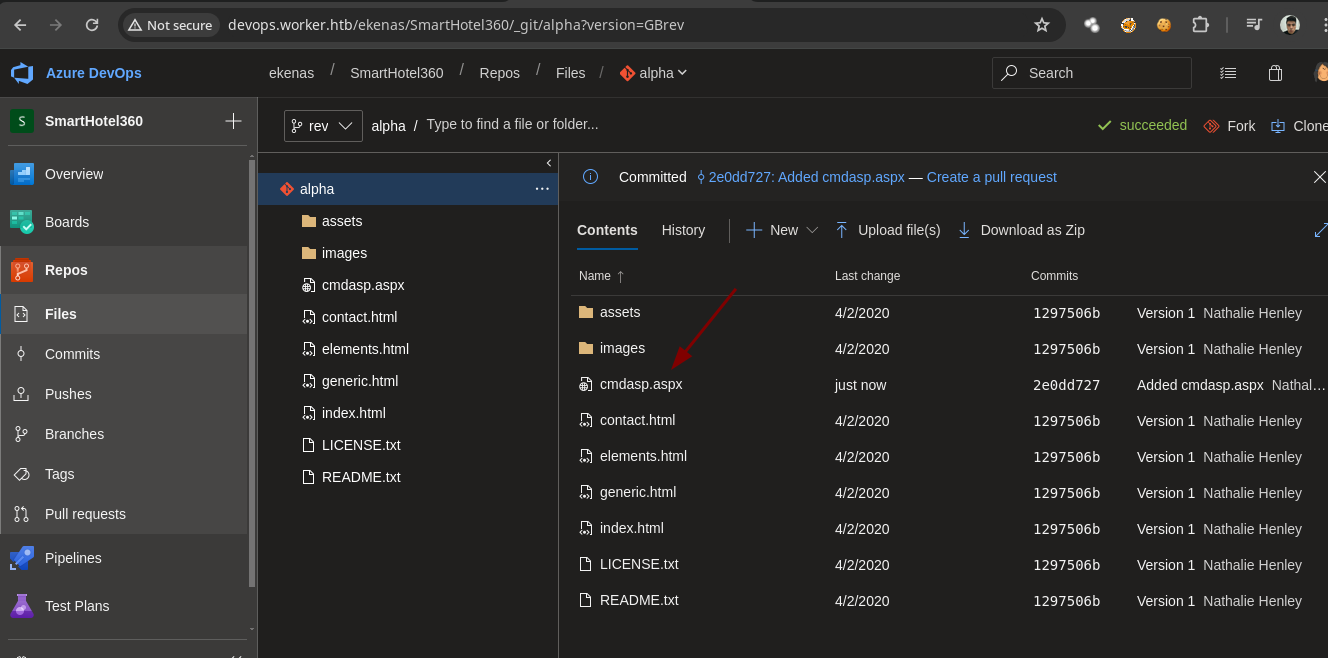 Not secure devops.worker.htb/ekenas/SmartHotel360/_git/alpha?version=GBrev
Azure DevOps ekenas / SmartHotel360 / Repos / Files / alpha Search
S SmartHotel360
rev alpha / Type to find a file or folder... succeeded Fork Clone
Overview
Boards
Repos
Files
Commits
Pushes
Branches
Tags
Pull requests
Pipelines
Test Plans
alpha ...
assets
images
cmdasp.aspx
contact.html
elements.html
generic.html
index.html
LICENSE.txt
README.txt
Committed 2e0dd727: Added cmdasp.aspx — Create a pull request
Contents History New Upload file(s) Download as Zip
Name ↑ Last change Commits
assets 4/2/2020 1297506b Version 1 Nathalie Henley
images 4/2/2020 1297506b Version 1 Nathalie Henley
cmdasp.aspx just now 2e0dd727 Added cmdasp.aspx Nathal...
contact.html 4/2/2020 1297506b Version 1 Nathalie Henley
elements.html 4/2/2020 1297506b Version 1 Nathalie Henley
generic.html 4/2/2020 1297506b Version 1 Nathalie Henley
index.html 4/2/2020 1297506b Version 1 Nathalie Henley
LICENSE.txt 4/2/2020 1297506b Version 1 Nathalie Henley
README.txt 4/2/2020 1297506b Version 1 Nathalie Henley